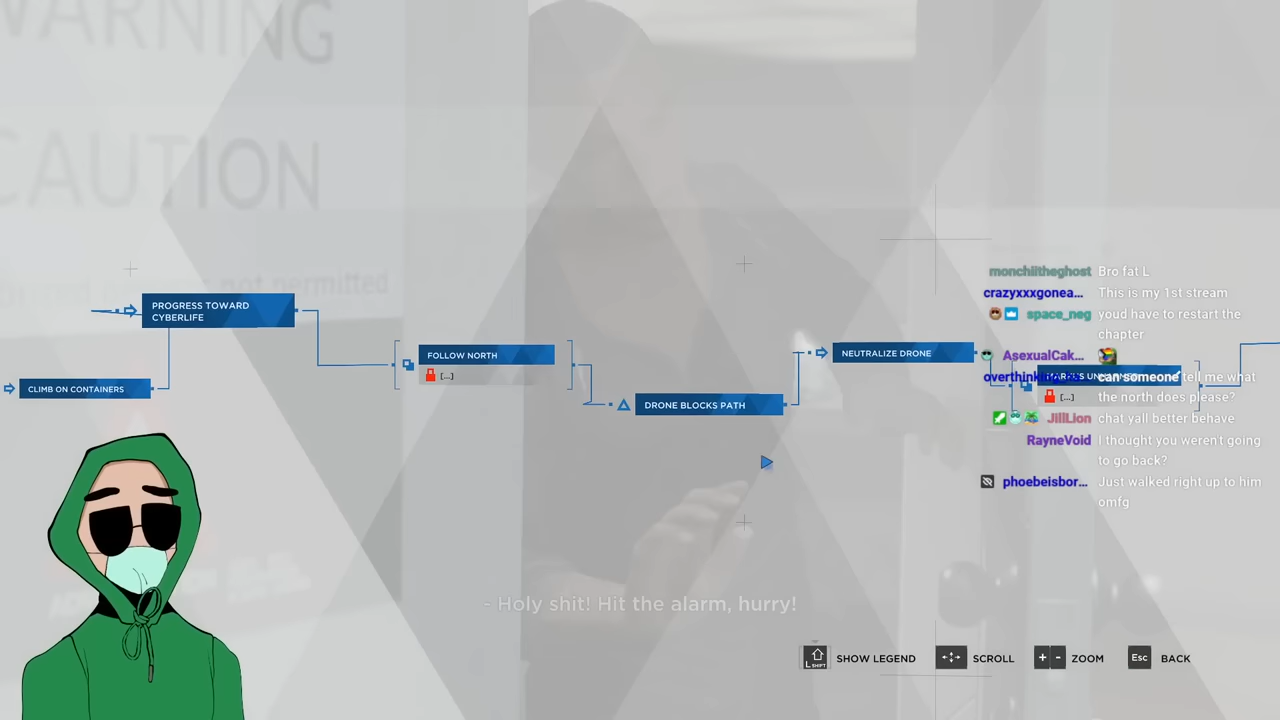 WARNING
CAUTION
not permitted
PROGRESS TOWARD
CYBERLIFE
CLIMB ON CONTAINERS
FOLLOW NORTH
[...]
DRONE BLOCKS PATH
NEUTRALIZE DRONE
[...]
monchiitheghost Bro fat L
crazyxxxgonea... This is my 1st stream
space_neg youd have to restart the
chapter
AsexualCak...
can someone tell me what
the north does please?
JillLion chat yall better behave
RayneVoid I thought you weren't going
to go back?
phoebeisbor... Just walked right up to him
omfg
- Holy shit! Hit the alarm, hurry!
L SHIFT SHOW LEGEND SCROLL + - ZOOM Esc BACK